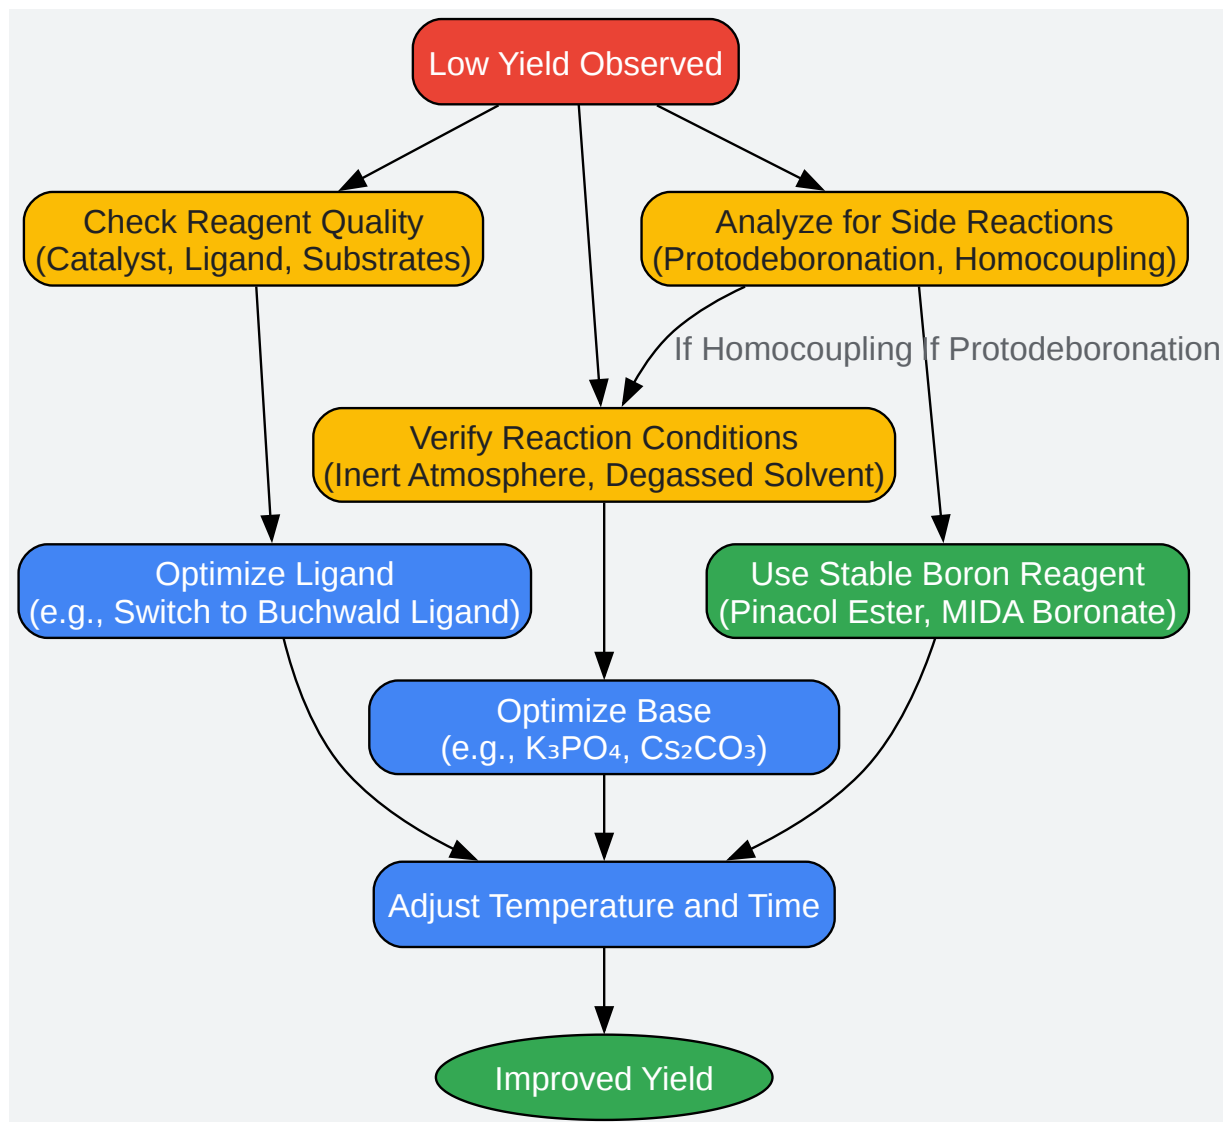 Low Yield Observed
Check Reagent Quality
(Catalyst, Ligand, Substrates)
Analyze for Side Reactions
(Protodeboronation, Homocoupling)
If Homocoupling
If Protodeboronation
Verify Reaction Conditions
(Inert Atmosphere, Degassed Solvent)
Optimize Ligand
(e.g., Switch to Buchwald Ligand)
Use Stable Boron Reagent
(Pinacol Ester, MIDA Boronate)
Optimize Base
(e.g., K₃PO₄, Cs₂CO₃)
Adjust Temperature and Time
Improved Yield